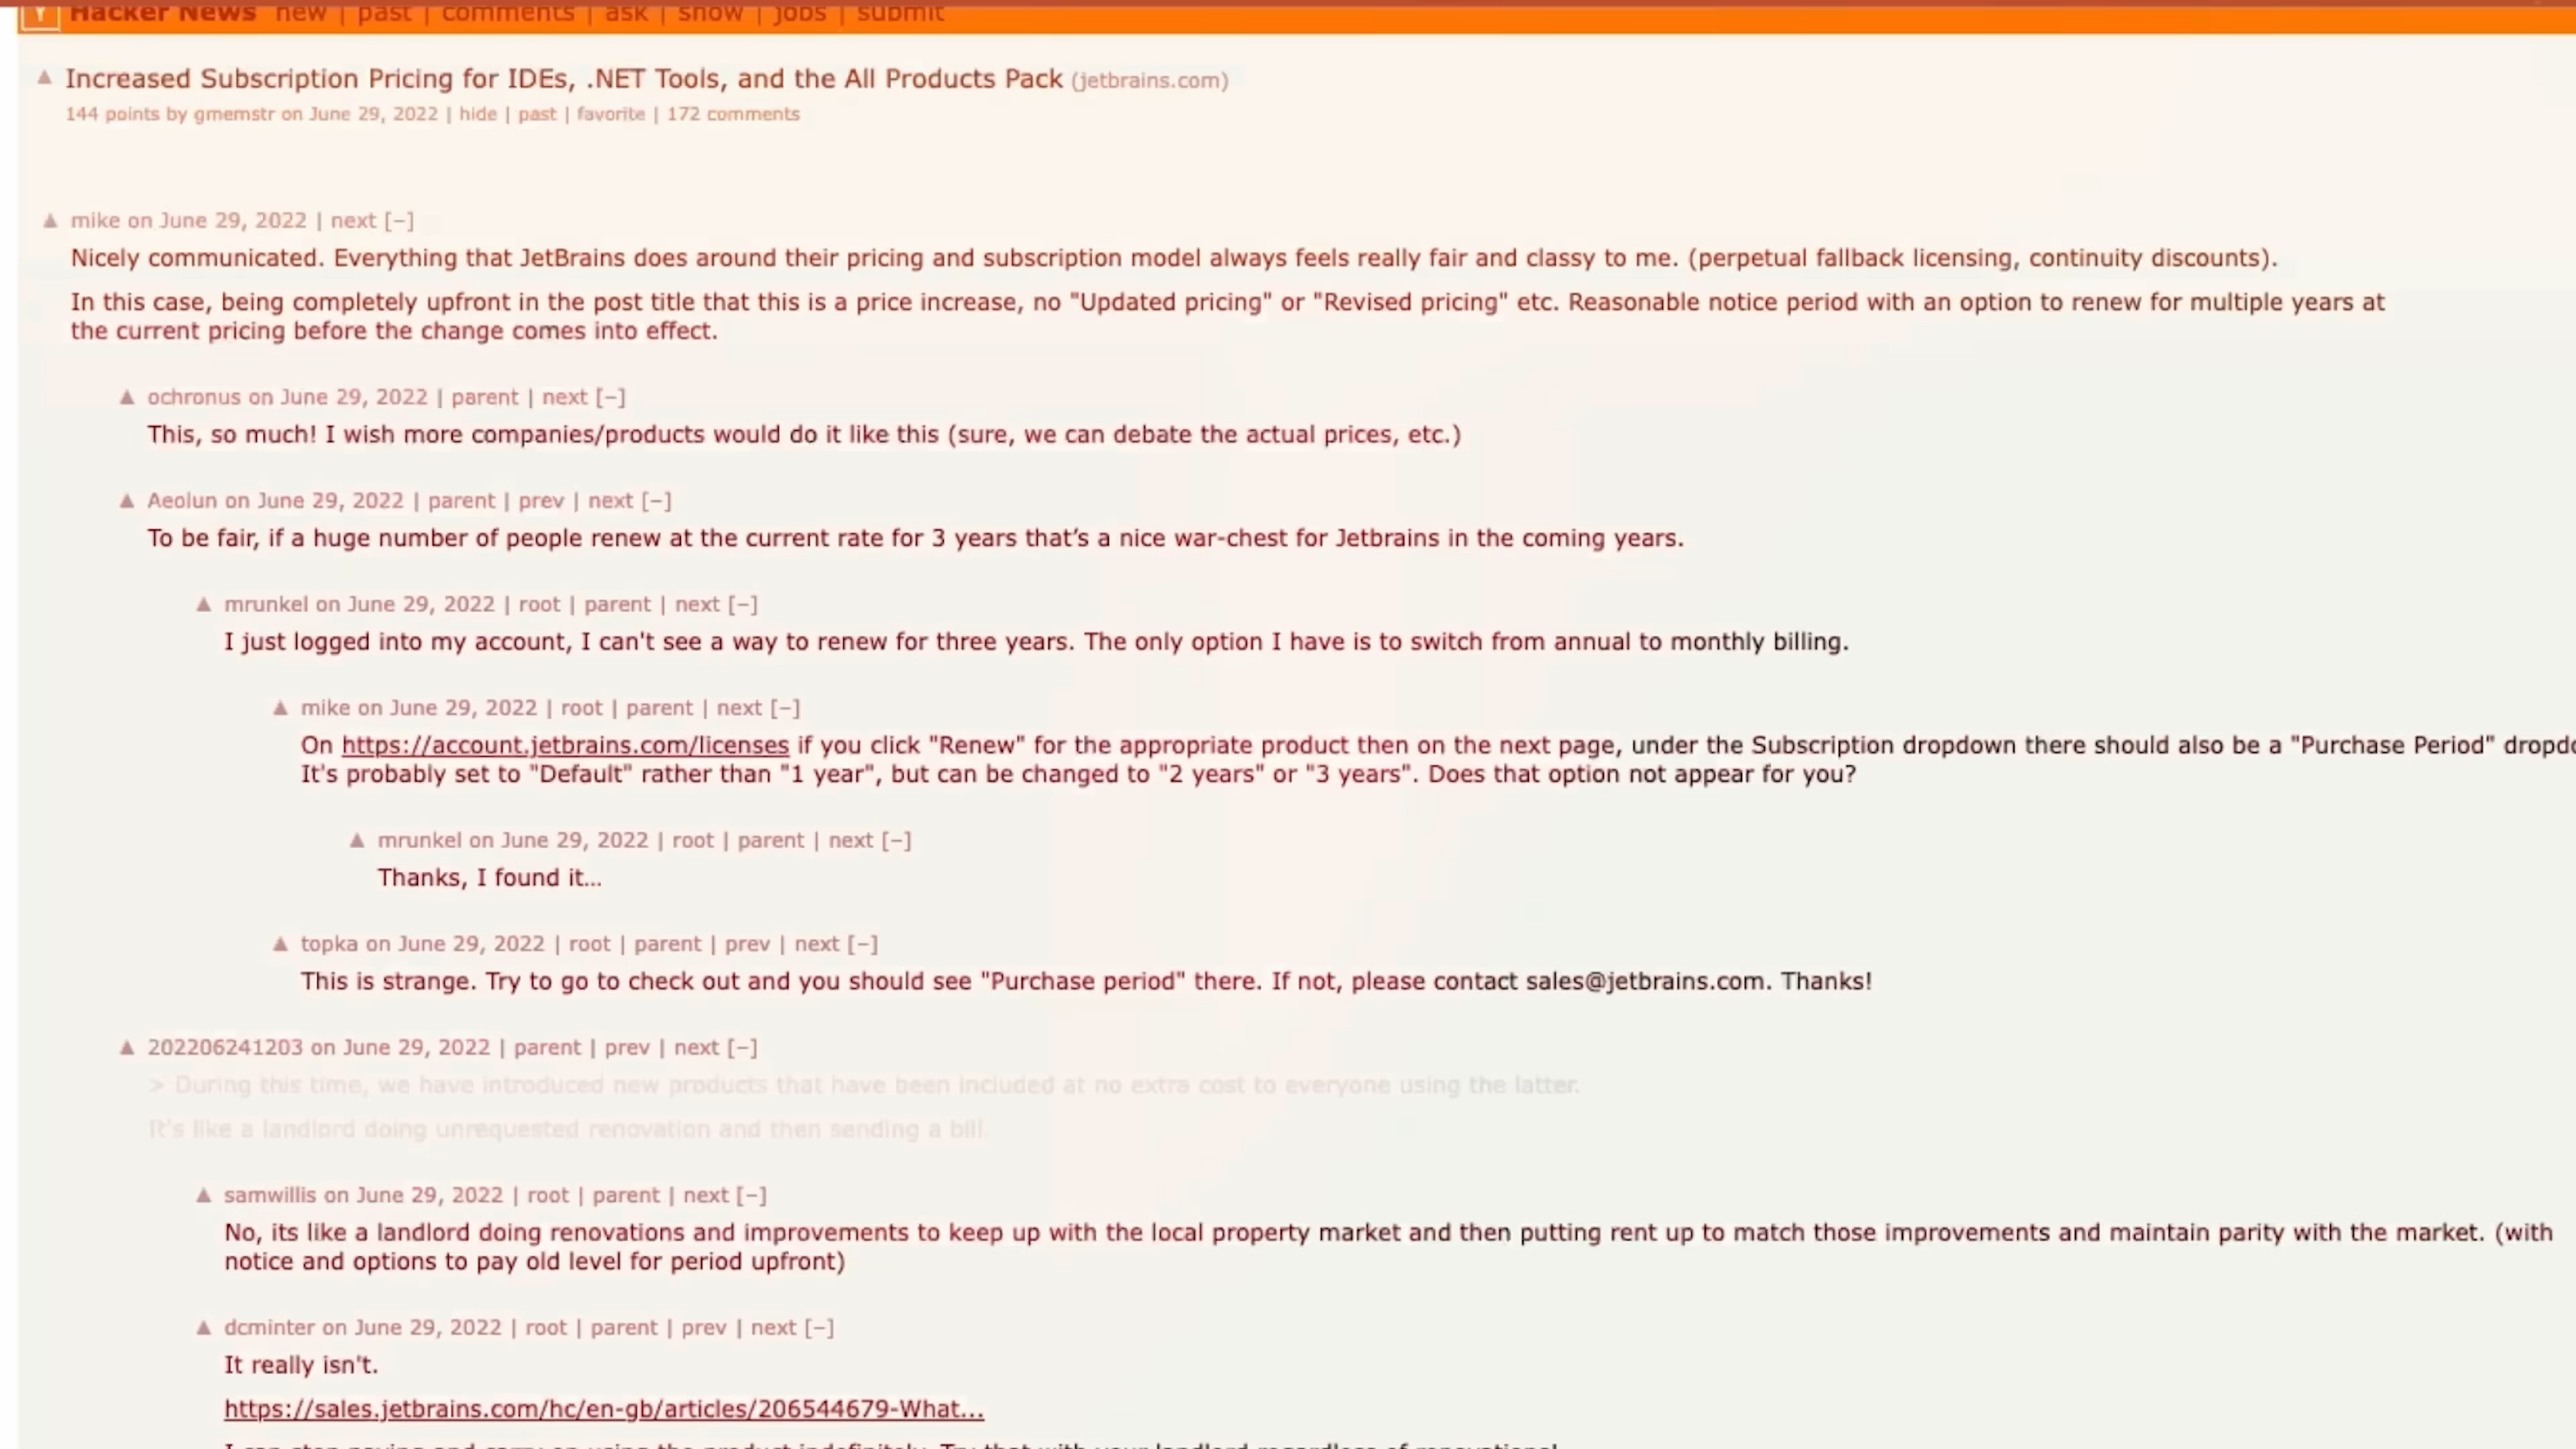 Hacker News new | past | comments | ask | show | jobs | submit
▲ Increased Subscription Pricing for IDEs, .NET Tools, and the All Products Pack (jetbrains.com)
144 points by gmemstr on June 29, 2022 | hide | past | favorite | 172 comments
▲ mike on June 29, 2022 | next [–]
Nicely communicated. Everything that JetBrains does around their pricing and subscription model always feels really fair and classy to me. (perpetual fallback licensing, continuity discounts).
In this case, being completely upfront in the post title that this is a price increase, no "Updated pricing" or "Revised pricing" etc. Reasonable notice period with an option to renew for multiple years at
the current pricing before the change comes into effect.
▲ ochronus on June 29, 2022 | parent | next [–]
This, so much! I wish more companies/products would do it like this (sure, we can debate the actual prices, etc.)
▲ Aeolun on June 29, 2022 | parent | prev | next [–]
To be fair, if a huge number of people renew at the current rate for 3 years that’s a nice war-chest for Jetbrains in the coming years.
▲ mrunkel on June 29, 2022 | root | parent | next [–]
I just logged into my account, I can't see a way to renew for three years. The only option I have is to switch from annual to monthly billing.
▲ mike on June 29, 2022 | root | parent | next [–]
On https://account.jetbrains.com/licenses if you click "Renew" for the appropriate product then on the next page, under the Subscription dropdown there should also be a "Purchase Period"
It's probably set to "Default" rather than "1 year", but can be changed to "2 years" or "3 years". Does that option not appear for you?
▲ mrunkel on June 29, 2022 | root | parent | next [–]
Thanks, I found it...
▲ topka on June 29, 2022 | root | parent | prev | next [–]
This is strange. Try to go to check out and you should see "Purchase period" there. If not, please contact sales@jetbrains.com. Thanks!
▲ 202206241203 on June 29, 2022 | parent | prev | next [–]
> During this time, we have introduced new products that have been included at no extra cost to everyone using the latter.
It's like a landlord doing unrequested renovation and then sending a bill.
▲ samwillis on June 29, 2022 | root | parent | next [–]
No, its like a landlord doing renovations and improvements to keep up with the local property market and then putting rent up to match those improvements and maintain parity with the market. (with
notice and options to pay old level for period upfront)
▲ dcminter on June 29, 2022 | root | parent | prev | next [–]
It really isn't.
https://sales.jetbrains.com/hc/en-gb/articles/206544679-What...
I can stop paying and carry on using the product indefinitely. Try that with your landlord regardless of renovations!